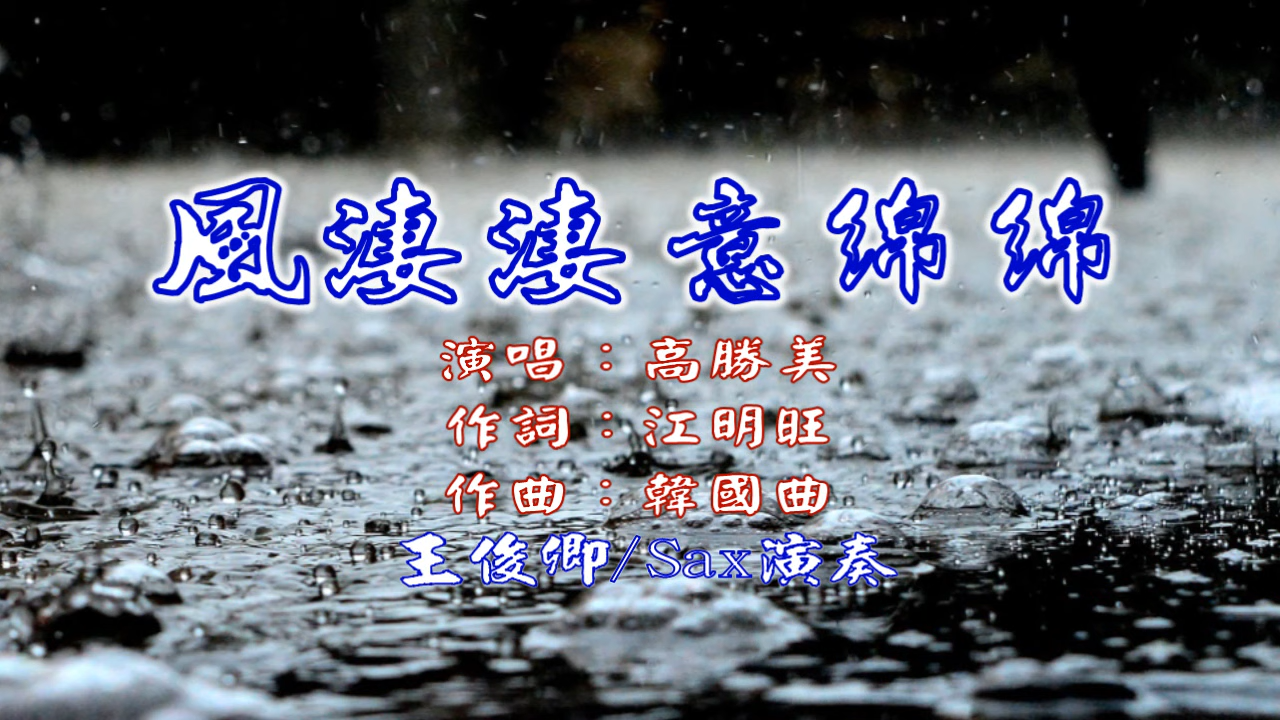 風淒淒意綿綿
演唱：高勝美
作詞：江明旺
作曲：韓國曲
王俊卿/Sax演奏